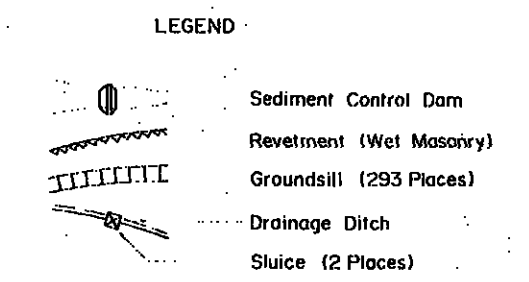 LEGEND
Sediment Control Dam
Revetment (Wet Masonry)
Groundsill (293 Places)
Drainage Ditch
Sluice (2 Places)